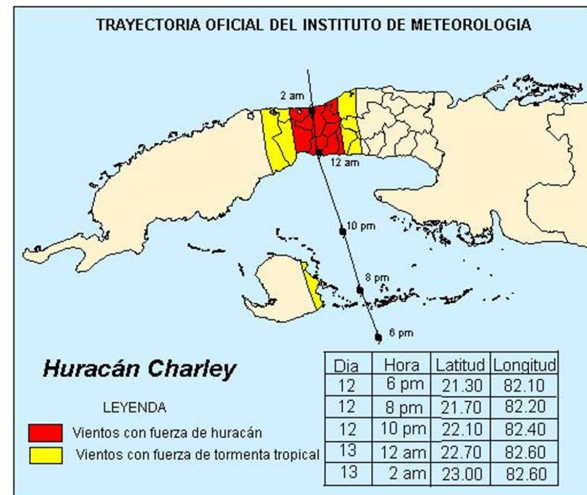 TRAYECTORIA OFICIAL DEL INSTITUTO DE METEOROLOGIA
2 am
12 am
10 pm
8 pm
6 pm
Huracán Charley
LEYENDA
Vientos con fuerza de huracán
Vientos con fuerza de tormenta tropical
Dia Hora Latitud Longitud
12 6 pm 21.30 82.10
12 8 pm 21.70 82.20
12 10 pm 22.10 82.40
13 12 am 22.70 82.60
13 2 am 23.00 82.60